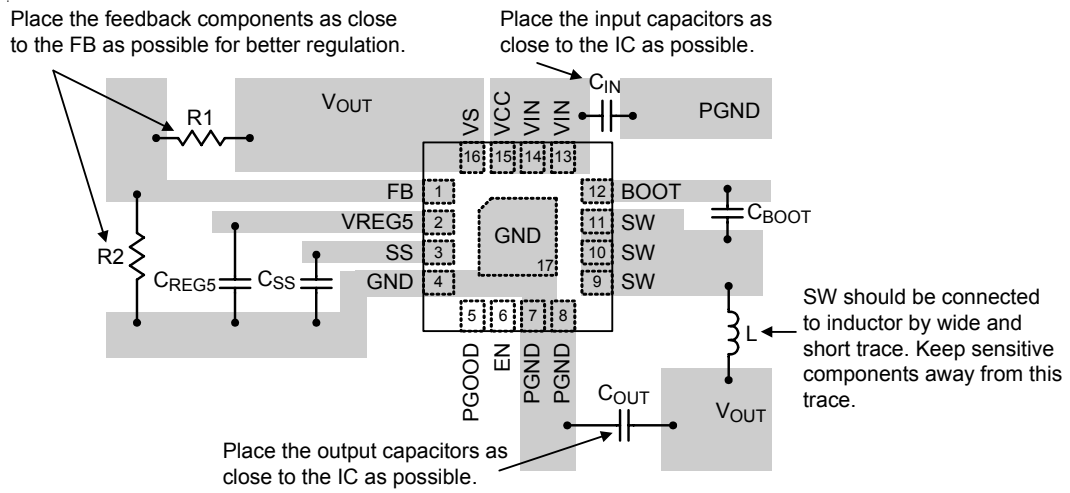 Place the feedback components as close
to the FB as possible for better regulation.
Place the input capacitors as
close to the IC as possible.
CIN
VOUT
R1
PGND
VS
VCC
VIN
VIN
16
15
14
13
FB
1
12
BOOT
VREG5
2
11
SW
CBOOT
GND
SS
3
10
SW
17
R2
CREG5
CSS
GND
4
9
SW
5
6
7
8
PGOOD
EN
PGND
PGND
L
SW should be connected
to inductor by wide and
short trace. Keep sensitive
components away from this
trace.
COUT
VOUT
Place the output capacitors as
close to the IC as possible.